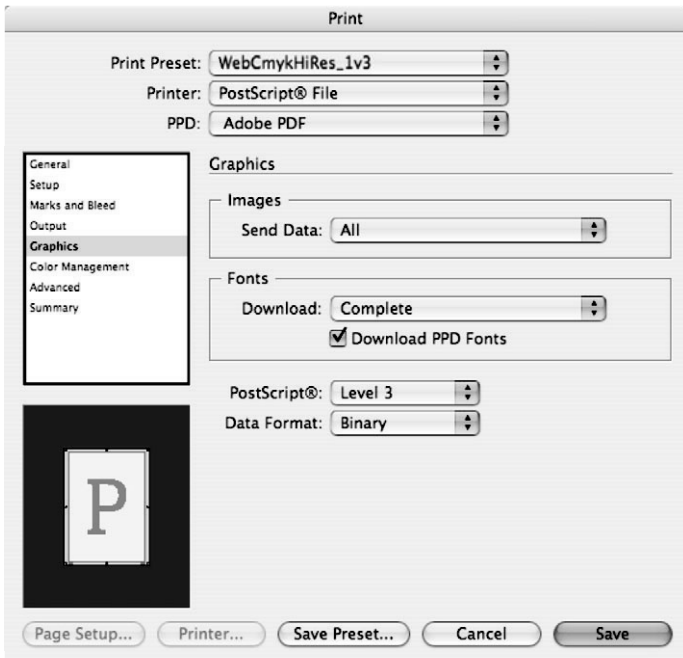 Print
Print Preset: WebCmykHiRes_1v3
Printer: PostScript® File
PPD: Adobe PDF
General
Setup
Marks and Bleed
Output
Graphics
Color Management
Advanced
Summary
Graphics
Images
Send Data: All
Fonts
Download: Complete
Download PPD Fonts
PostScript®: Level 3
Data Format: Binary
P
Page Setup... Printer... Save Preset... Cancel Save